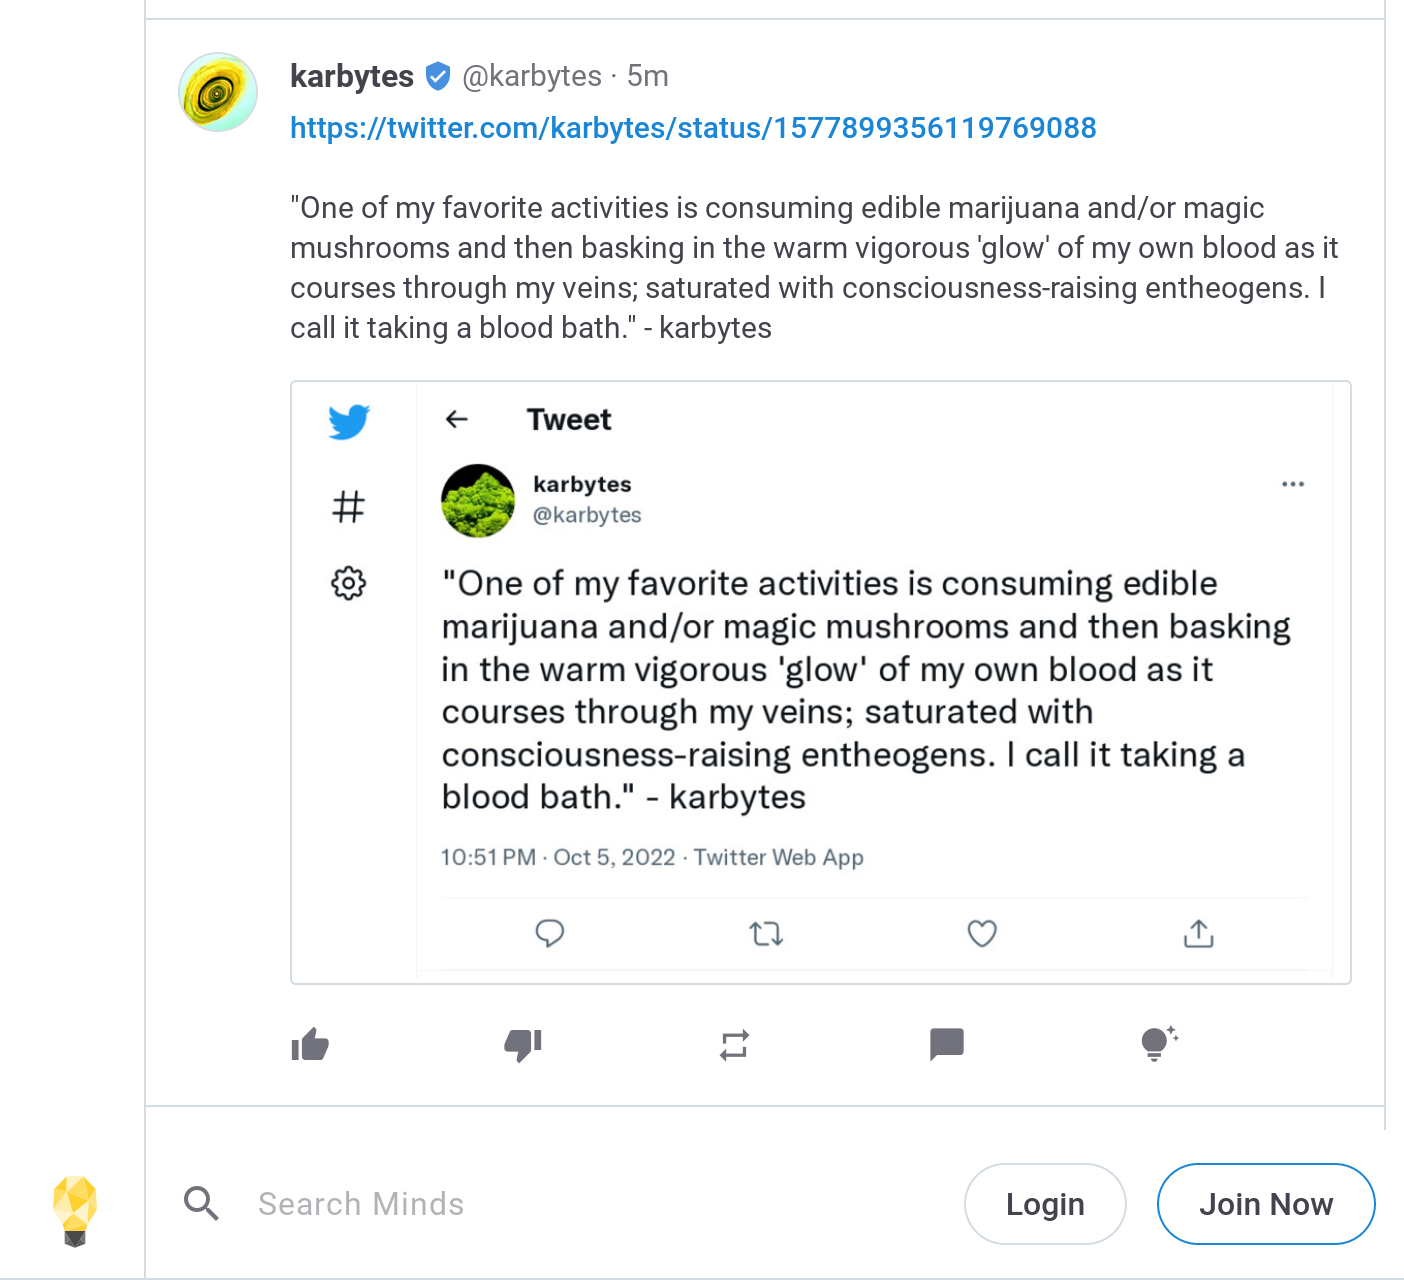 karbytes @karbytes · 5m
https://twitter.com/karbytes/status/1577899356119769088
"One of my favorite activities is consuming edible marijuana and/or magic
mushrooms and then basking in the warm vigorous 'glow' of my own blood as it
courses through my veins; saturated with consciousness-raising entheogens. I
call it taking a blood bath." - karbytes
Tweet
karbytes
@karbytes
"One of my favorite activities is consuming edible
marijuana and/or magic mushrooms and then basking
in the warm vigorous 'glow' of my own blood as it
courses through my veins; saturated with
consciousness-raising entheogens. I call it taking a
blood bath." - karbytes
10:51 PM · Oct 5, 2022 · Twitter Web App
Search Minds
Login
Join Now